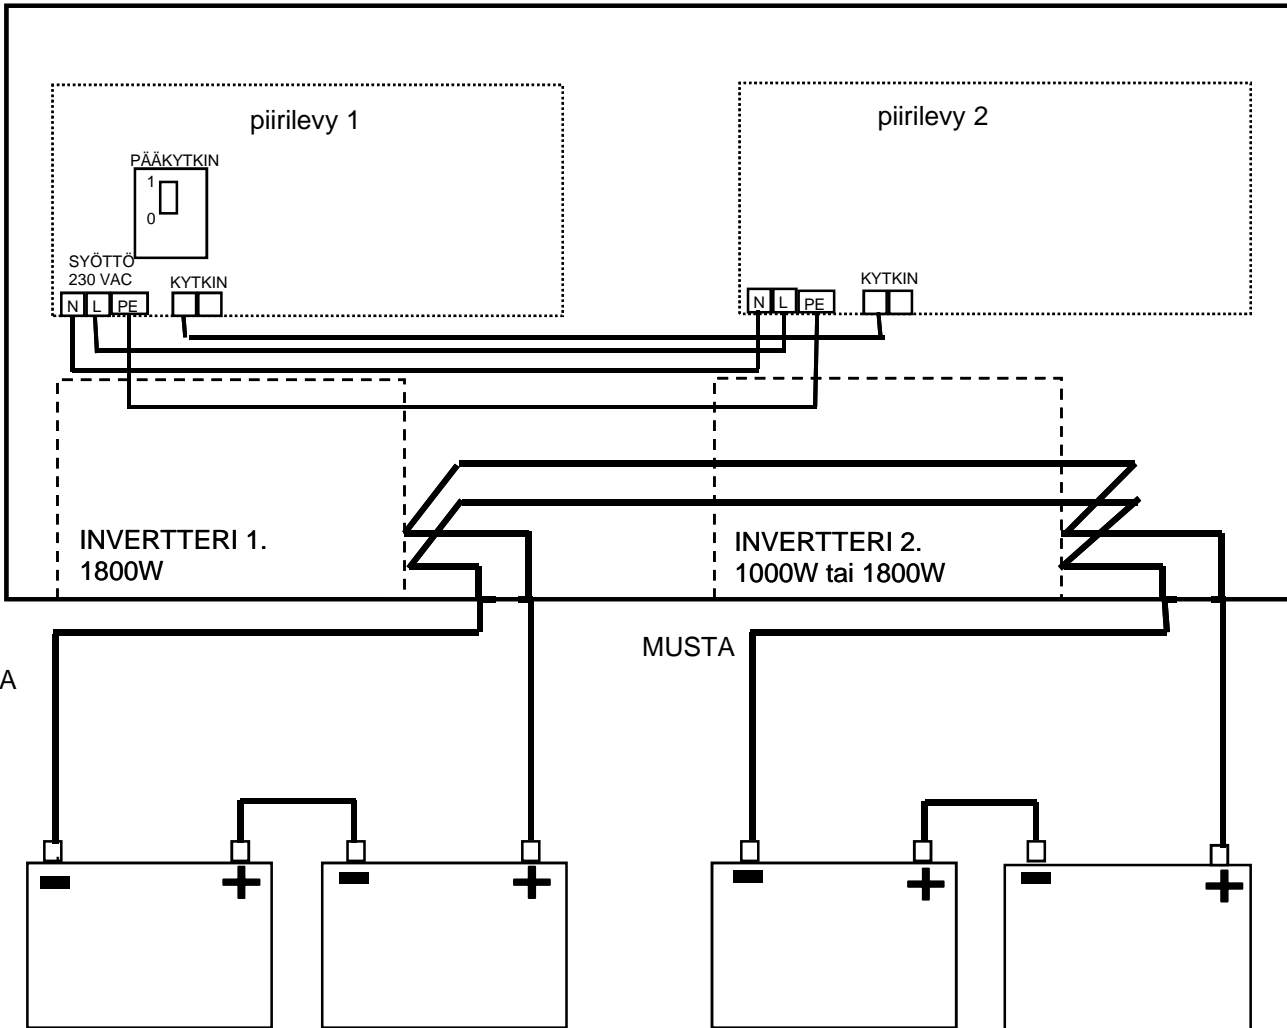 piirilevy 1
PÄÄKYTKIN
1
0
SYÖTTÖ
230 VAC
KYTKIN
N L PE
piirilevy 2
KYTKIN
N L PE
INVERTTERI 1.
1800W
INVERTTERI 2.
1000W tai 1800W
A
MUSTA
- + - +
- + - +